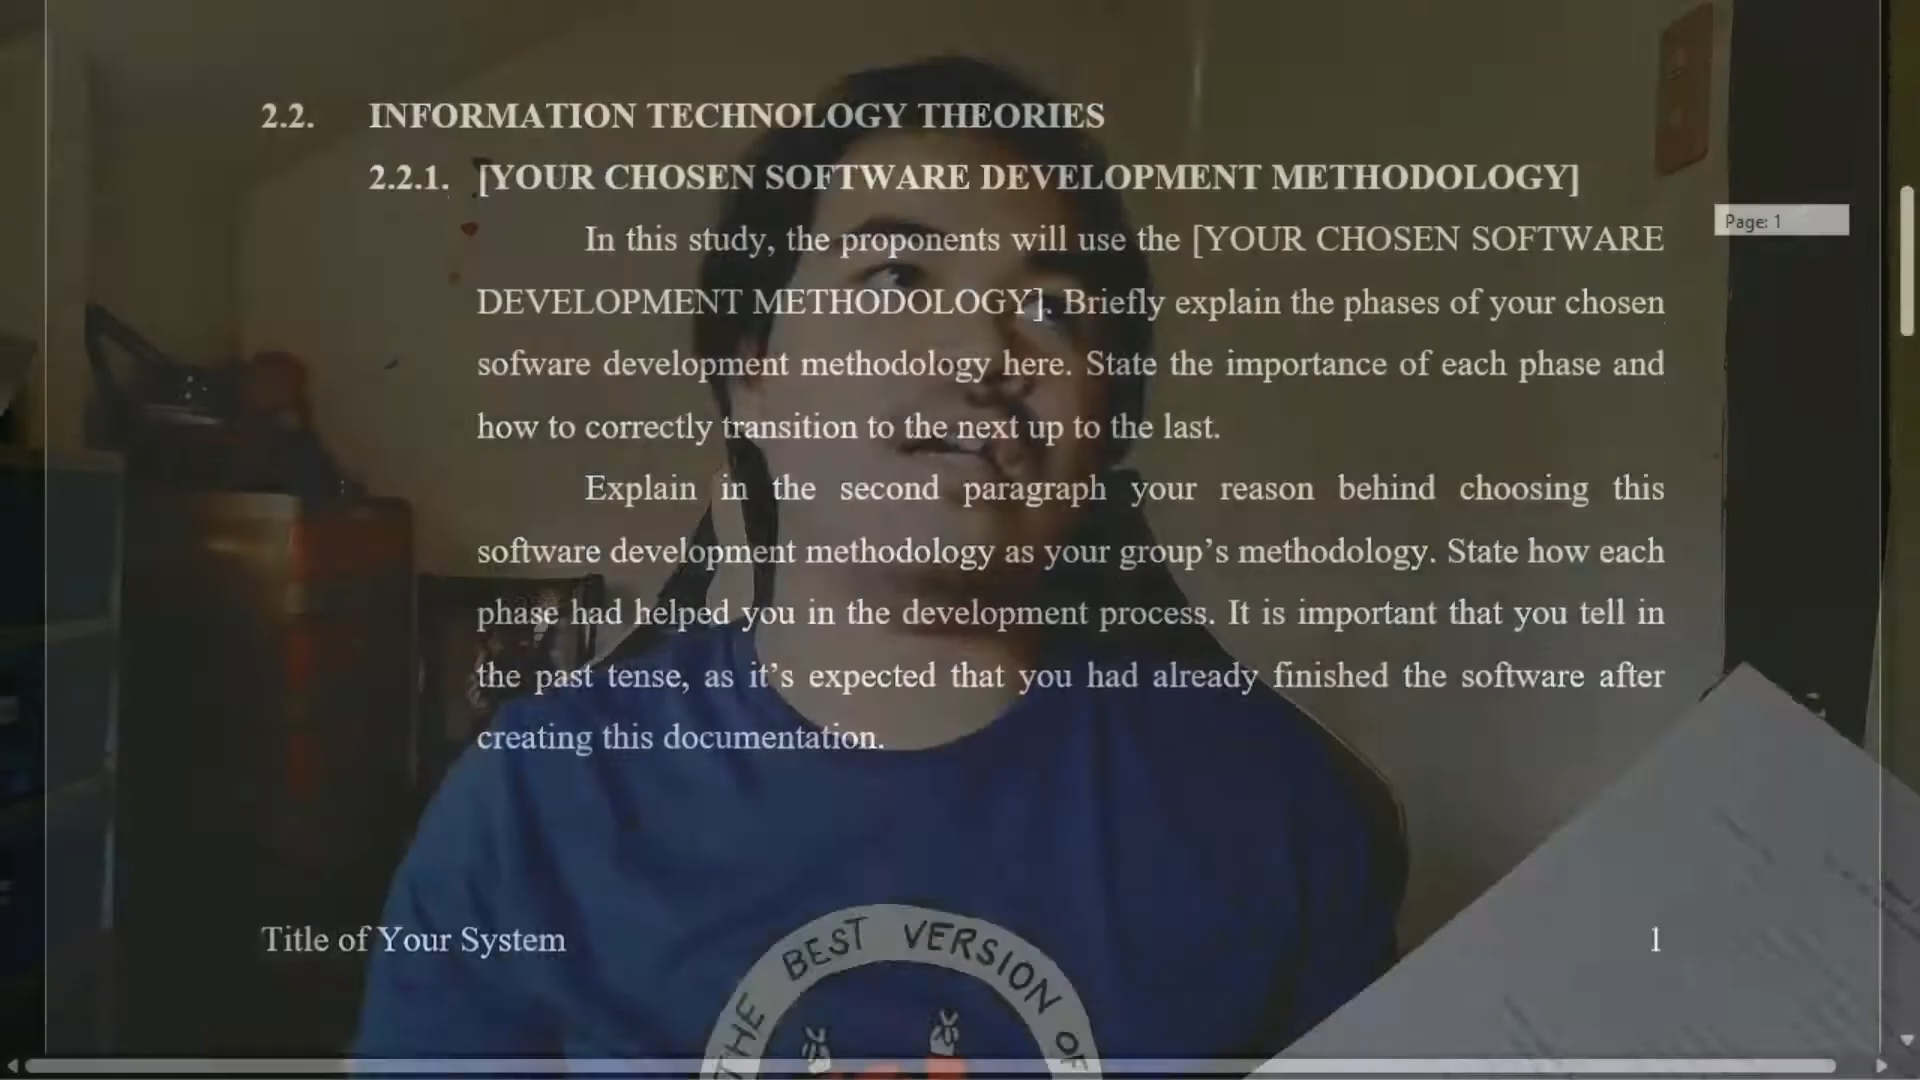 2.2. INFORMATION TECHNOLOGY THEORIES
2.2.1. [YOUR CHOSEN SOFTWARE DEVELOPMENT METHODOLOGY]
In this study, the proponents will use the [YOUR CHOSEN SOFTWARE
Page: 1
DEVELOPMENT METHODOLOGY]. Briefly explain the phases of your chosen
sofware development methodology here. State the importance of each phase and
how to correctly transition to the next up to the last.
Explain in the second paragraph your reason behind choosing this
software development methodology as your group’s methodology. State how each
phase had helped you in the development process. It is important that you tell in
the past tense, as it’s expected that you had already finished the software after
creating this documentation.
Title of Your System 1
THE BEST VERSION OF